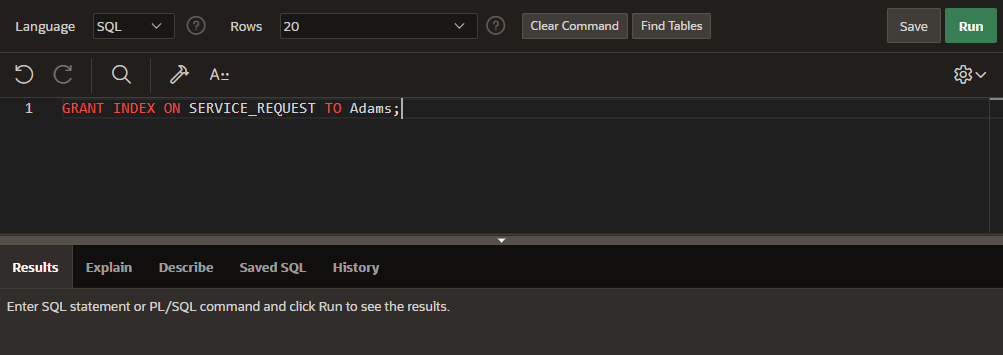 Language SQL Rows 20 Clear Command Find Tables Save Run
A
1 GRANT INDEX ON SERVICE_REQUEST TO Adams;
Results Explain Describe Saved SQL History
Enter SQL statement or PL/SQL command and click Run to see the results.